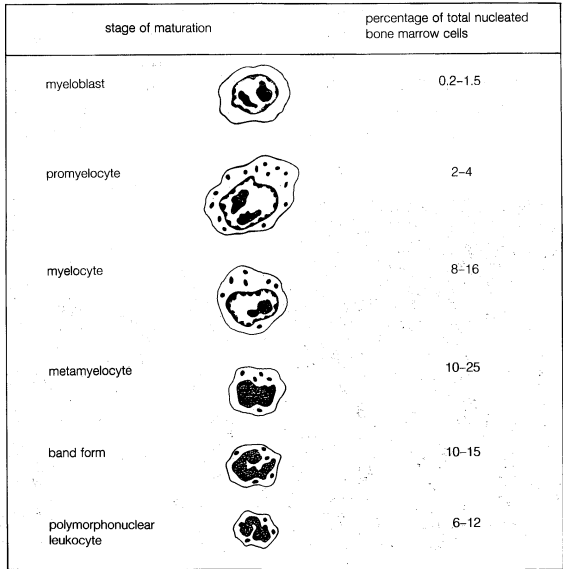 stage of maturation
percentage of total nucleated
bone marrow cells
myeloblast
0.2–1.5
promyelocyte
2–4
myelocyte
8–16
metamyelocyte
10–25
band form
10–15
polymorphonuclear
leukocyte
6–12